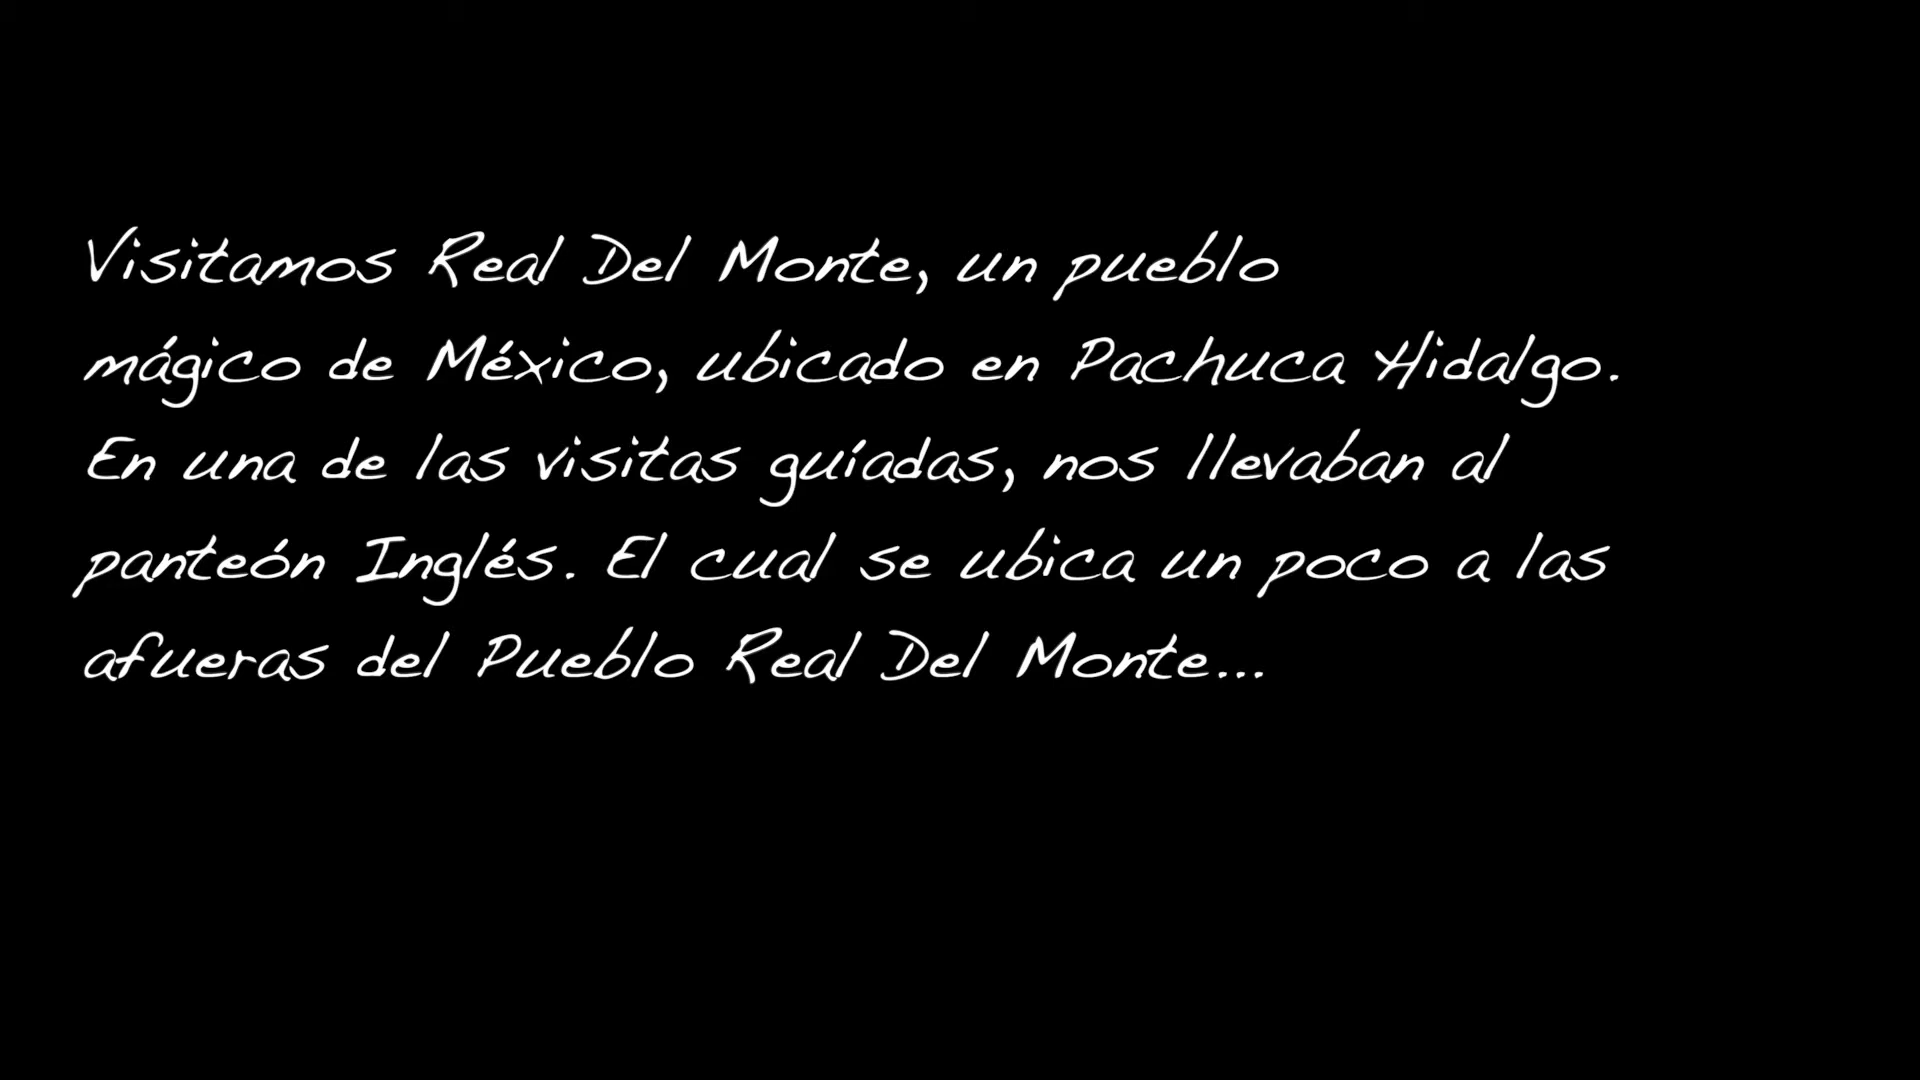 Visitamos Real Del Monte, un pueblo
mágico de México, ubicado en Pachuca Hidalgo.
En una de las visitas guíadas, nos llevaban al
panteón Inglés. El cual se ubica un poco a las
afueras del Pueblo Real Del Monte...